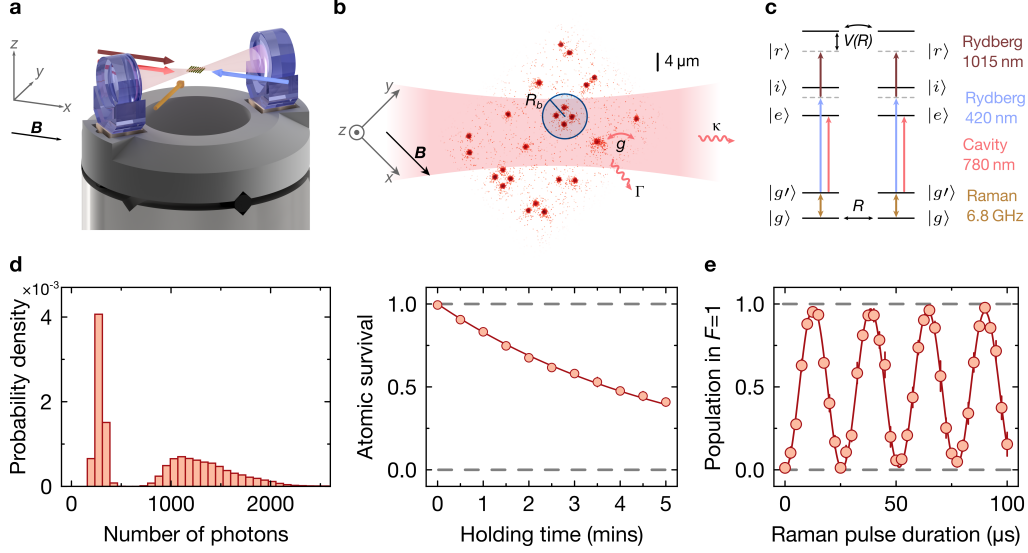 a
z
y
x
B
b
4 μm
y
z
x
B
R_b
g
κ
Γ
c
V(R)
|r⟩
|r⟩
Rydberg
1015 nm
|i⟩
|i⟩
|e⟩
|e⟩
Rydberg
420 nm
Cavity
780 nm
|g′⟩
|g′⟩
R
|g⟩
|g⟩
Raman
6.8 GHz
d
×10⁻³
4
2
0
Probability density
0
1000
2000
Number of photons
1.0
0.5
0.0
Atomic survival
0 1 2 3 4 5
Holding time (mins)
e
1.0
0.5
0.0
Population in F=1
0 50 100
Raman pulse duration (μs)